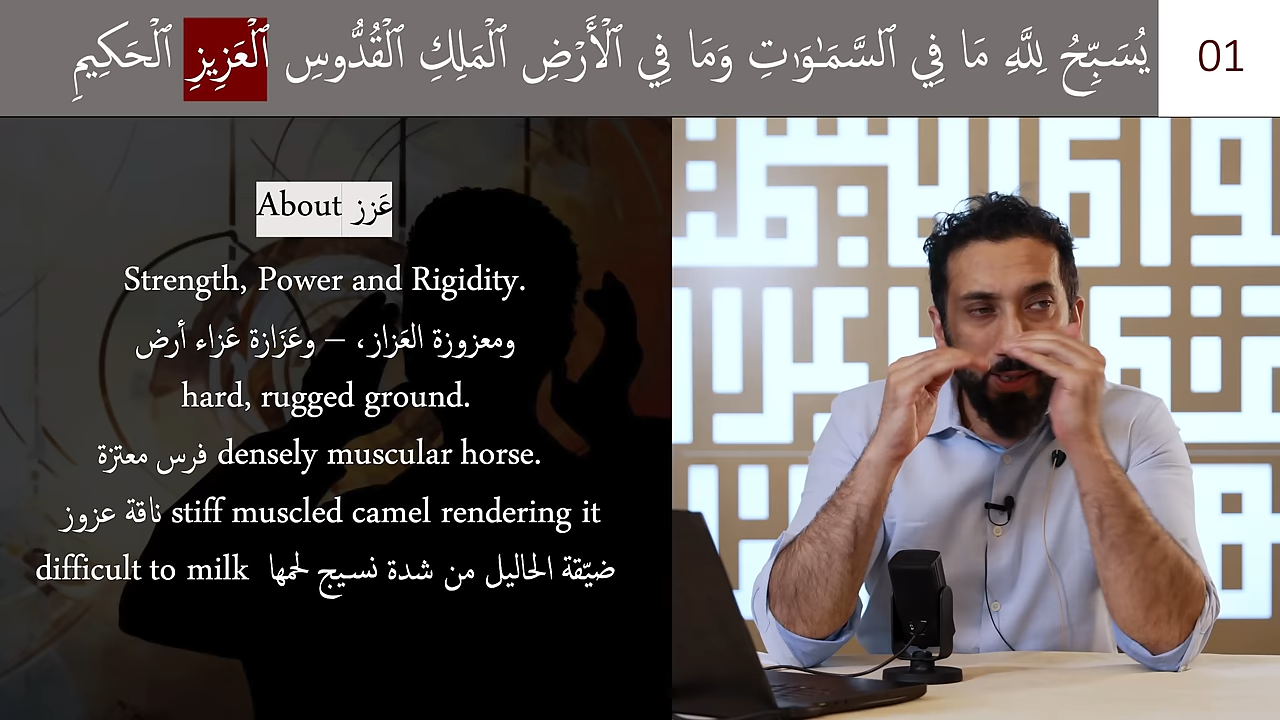 يُسَبِّحُ لِلَّهِ مَا فِي ٱلسَّمَـٰوَٰتِ وَمَا فِي ٱلْأَرْضِ ٱلْمَلِكِ ٱلْقُدُّوسِ ٱلْعَزِيزِ ٱلْحَكِيمِ
01
About عَزز
Strength, Power and Rigidity.
ومعزوزة العَزاز، – وعَزَازة عَزاء أرض
hard, rugged ground.
فرس معتزة densely muscular horse.
ناقة عزوز stiff muscled camel rendering it
difficult to milk ضيّقة الحاليل من شدة نسيج لحمها